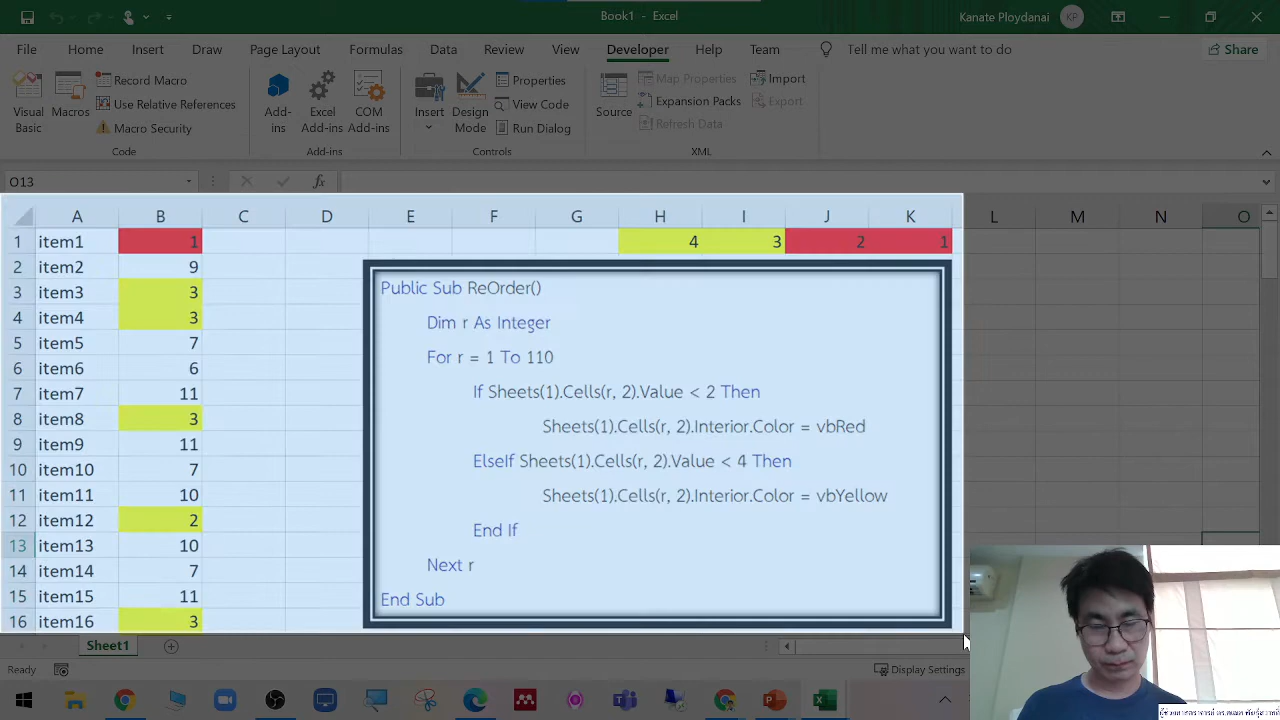 Book1 - Excel
Kanate Ploydanai KP
File Home Insert Draw Page Layout Formulas Data Review View Developer Help Team Tell me what you want to do Share
Visual Basic
Macros
Record Macro
Use Relative References
Macro Security
Code
Add-ins
Excel Add-ins
COM Add-ins
Add-ins
Insert
Design Mode
Properties
View Code
Run Dialog
Controls
Source
Map Properties
Expansion Packs
Refresh Data
Import
Export
XML
O13
fx
A B C D E F G H I J K L M N O
1 item1 1 4 3 2 1
2 item2 9
3 item3 3
4 item4 3
5 item5 7
6 item6 6
7 item7 11
8 item8 3
9 item9 11
10 item10 7
11 item11 10
12 item12 2
13 item13 10
14 item14 7
15 item15 11
16 item16 3
Public Sub ReOrder()
Dim r As Integer
For r = 1 To 110
If Sheets(1).Cells(r, 2).Value < 2 Then
Sheets(1).Cells(r, 2).Interior.Color = vbRed
ElseIf Sheets(1).Cells(r, 2).Value < 4 Then
Sheets(1).Cells(r, 2).Interior.Color = vbYellow
End If
Next r
End Sub
Sheet1
Ready
Display Settings